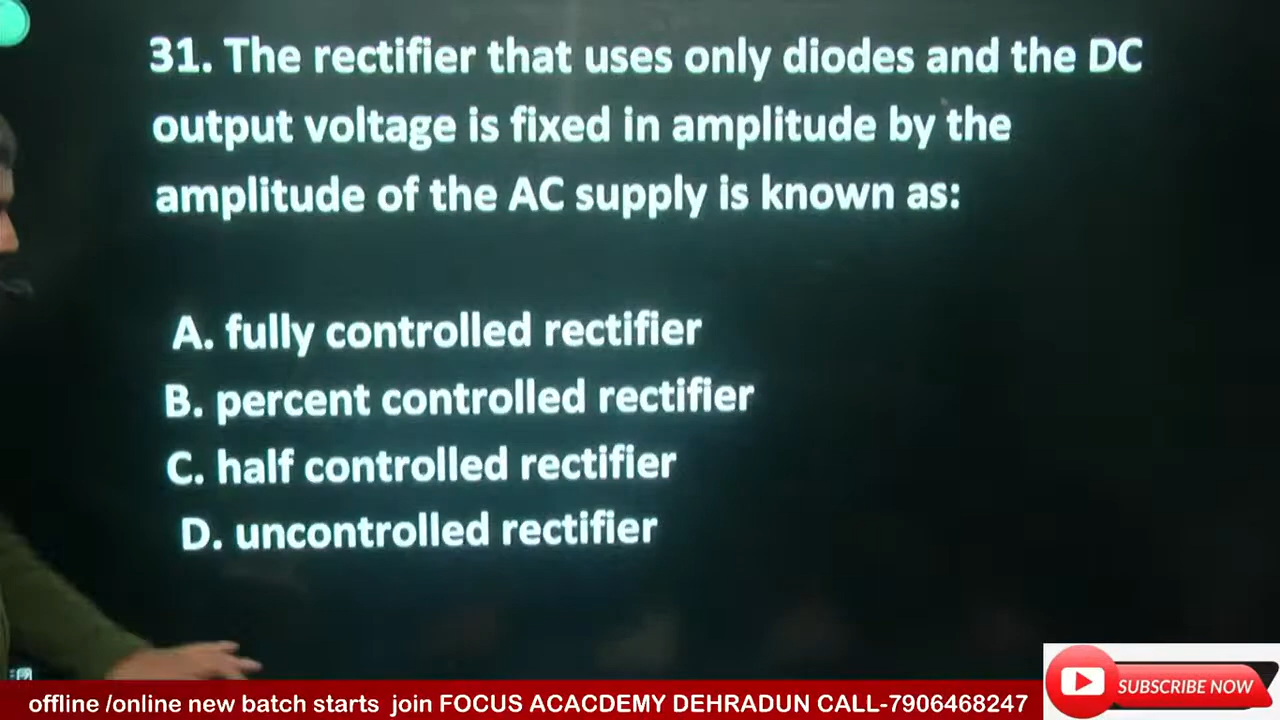 31. The rectifier that uses only diodes and the DC
output voltage is fixed in amplitude by the
amplitude of the AC supply is known as:
A. fully controlled rectifier
B. percent controlled rectifier
C. half controlled rectifier
D. uncontrolled rectifier
SUBSCRIBE NOW
offline /online new batch starts join FOCUS ACACDEMY DEHRADUN CALL-7906468247